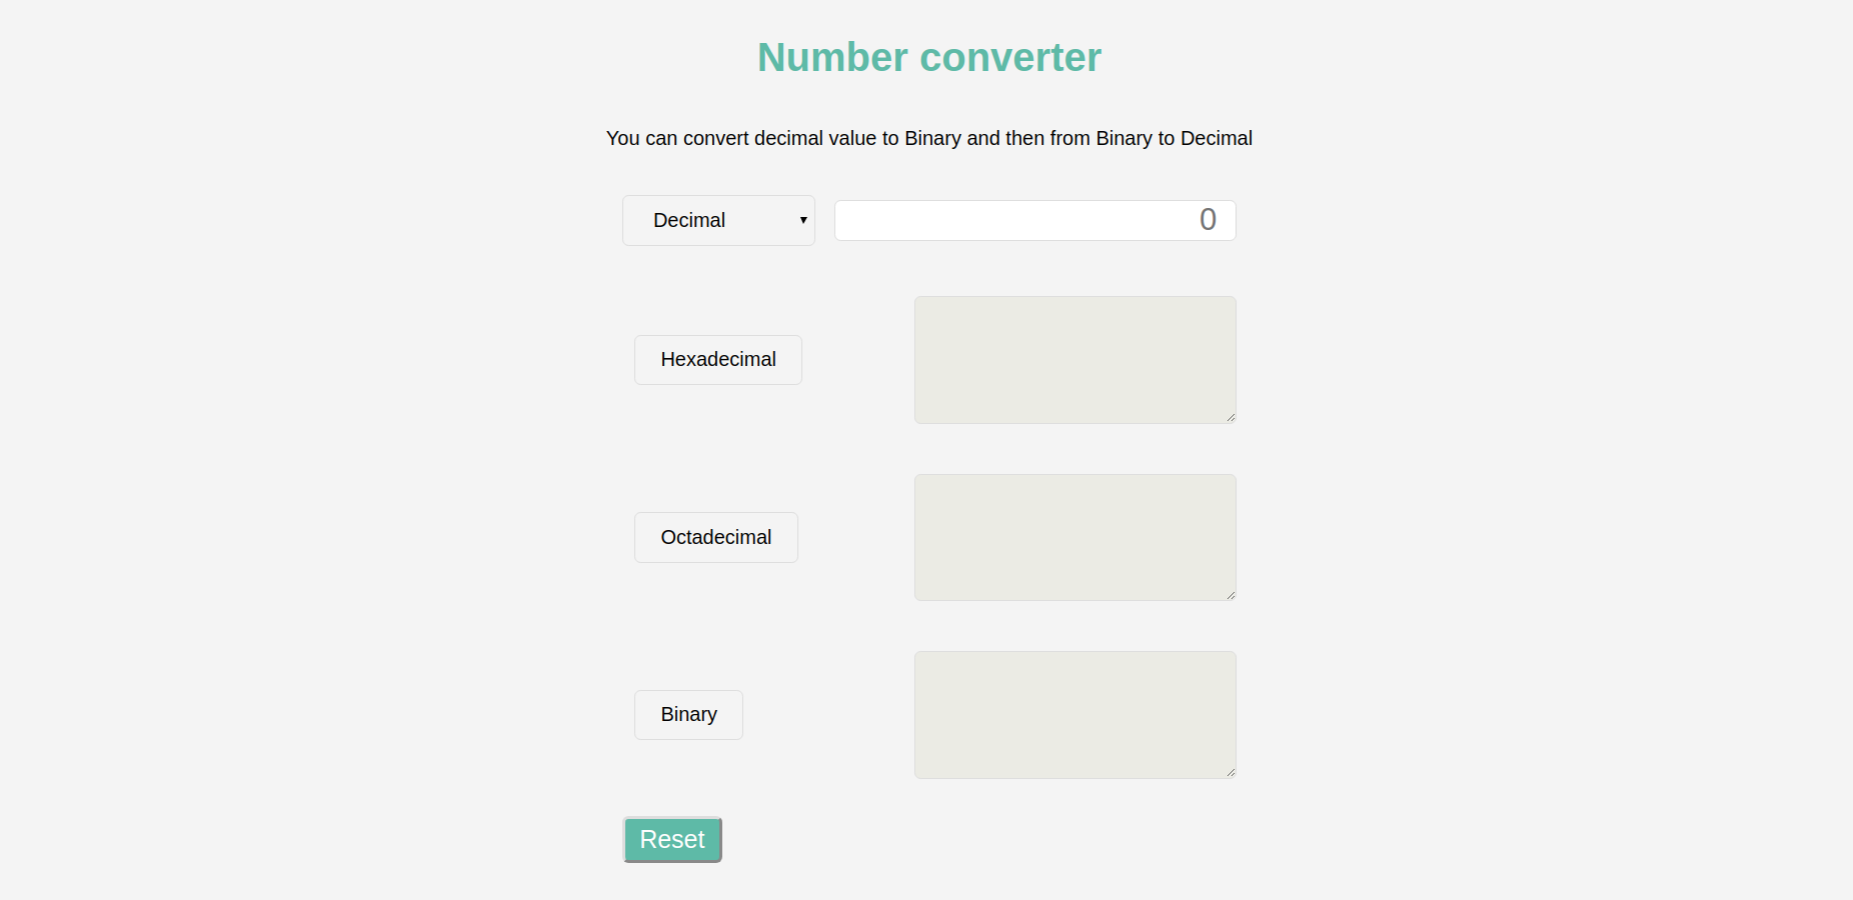 Number converter
You can convert decimal value to Binary and then from Binary to Decimal
Decimal 0
Hexadecimal
Octadecimal
Binary
Reset